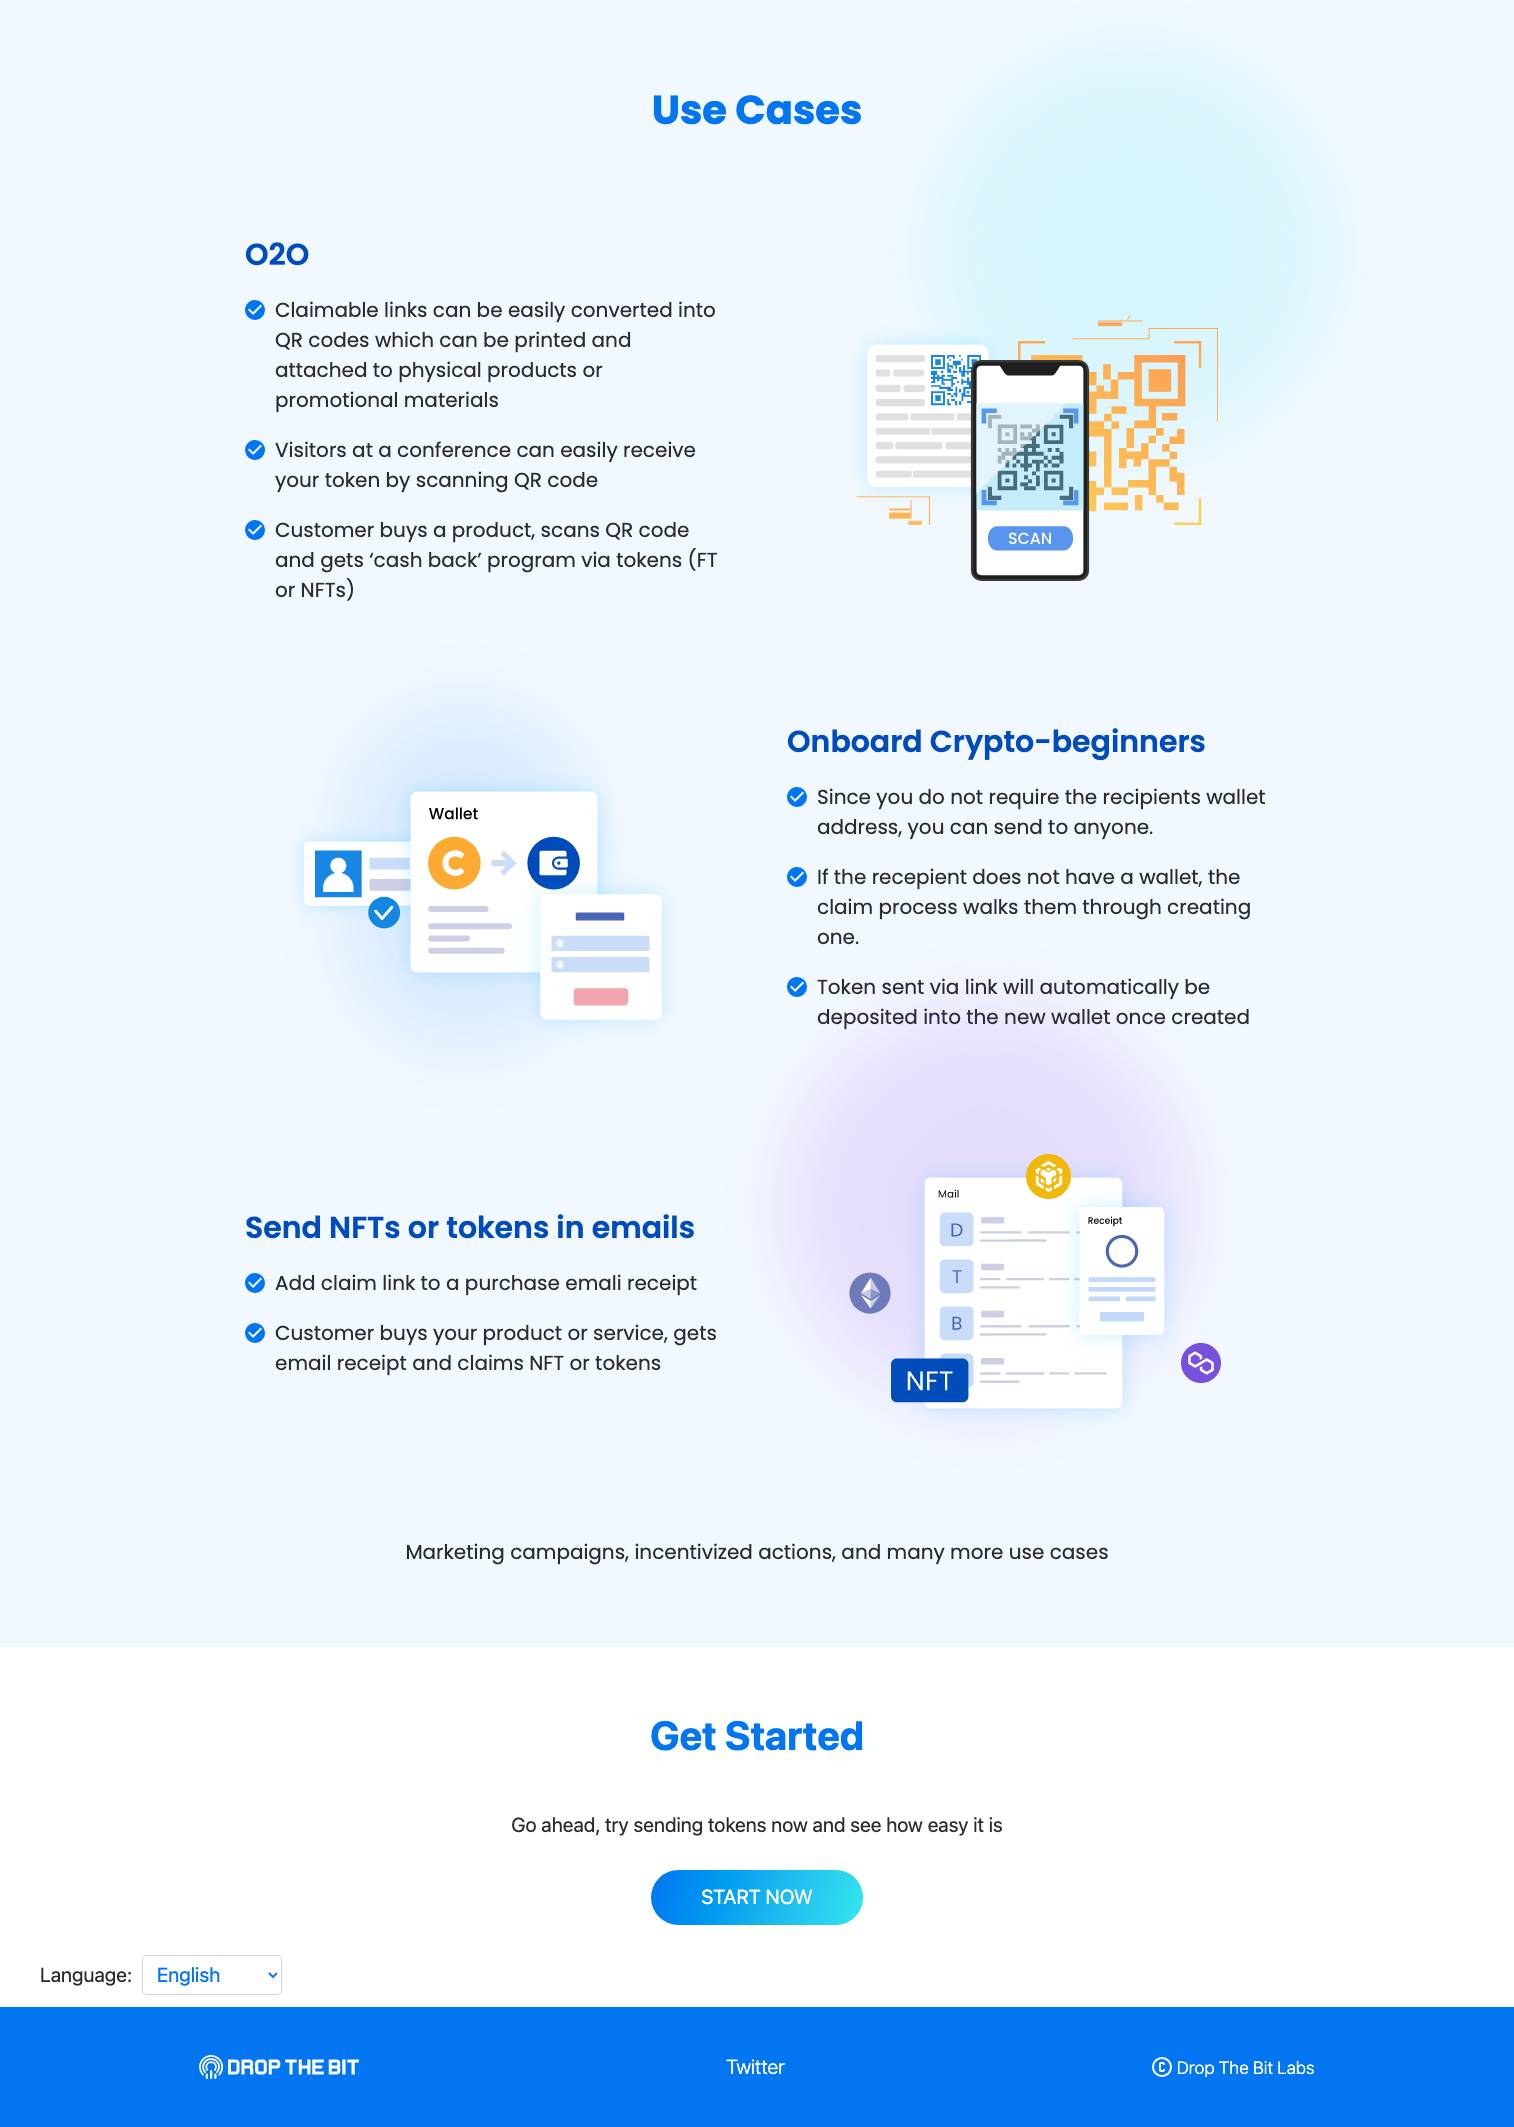 Use Cases
O2O
Claimable links can be easily converted into
QR codes which can be printed and
attached to physical products or
promotional materials
Visitors at a conference can easily receive
your token by scanning QR code
Customer buys a product, scans QR code
and gets ‘cash back’ program via tokens (FT
or NFTs)
SCAN
Wallet
C
Onboard Crypto-beginners
Since you do not require the recipients wallet
address, you can send to anyone.
If the recepient does not have a wallet, the
claim process walks them through creating
one.
Token sent via link will automatically be
deposited into the new wallet once created
Send NFTs or tokens in emails
Add claim link to a purchase emali receipt
Customer buys your product or service, gets
email receipt and claims NFT or tokens
Mail
Receipt
D
T
B
NFT
Marketing campaigns, incentivized actions, and many more use cases
Get Started
Go ahead, try sending tokens now and see how easy it is
START NOW
Language: English
DROP THE BIT
Twitter
© Drop The Bit Labs